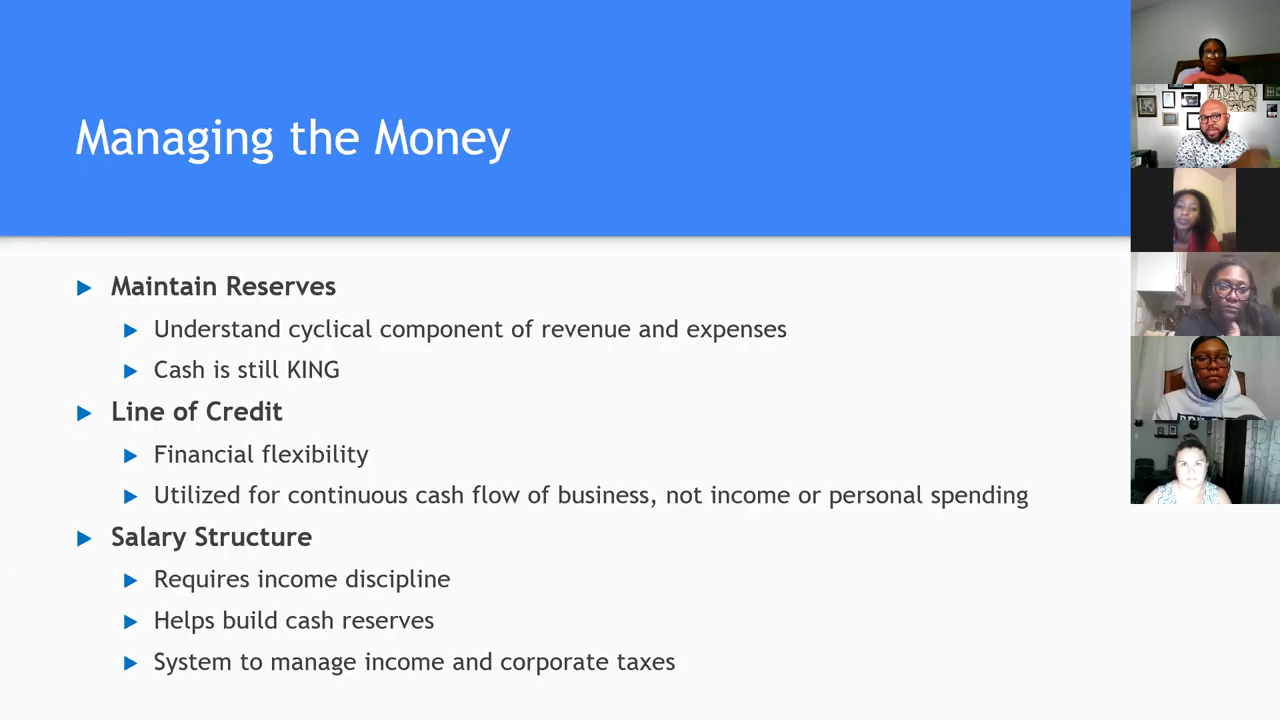 Managing the Money
Maintain Reserves
Understand cyclical component of revenue and expenses
Cash is still KING
Line of Credit
Financial flexibility
Utilized for continuous cash flow of business, not income or personal spending
Salary Structure
Requires income discipline
Helps build cash reserves
System to manage income and corporate taxes